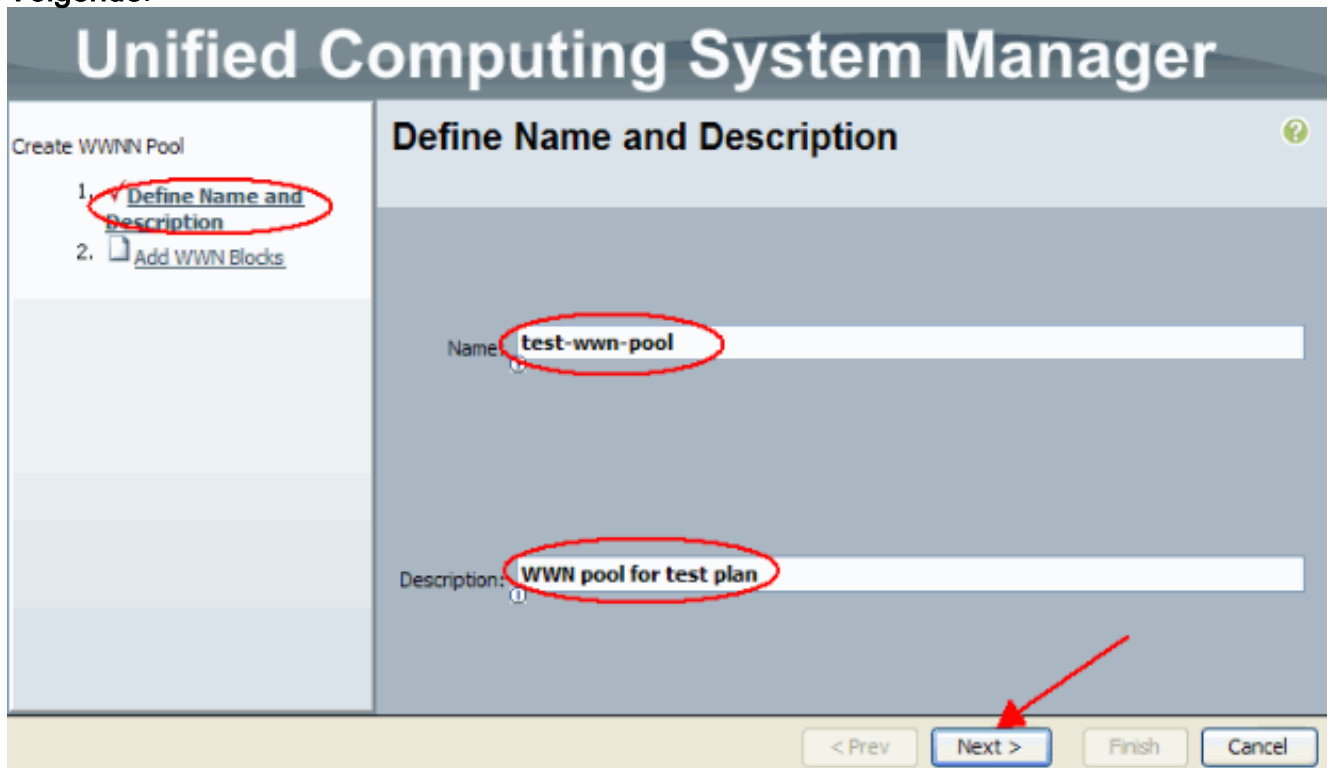 Volgende.
Unified Computing System Manager
Create WWNN Pool
1. √ Define Name and
Description
2. Add WWN Blocks
Define Name and Description
?
Name: test-wwn-pool
Description: WWN pool for test plan
< Prev
Next >
Finish
Cancel